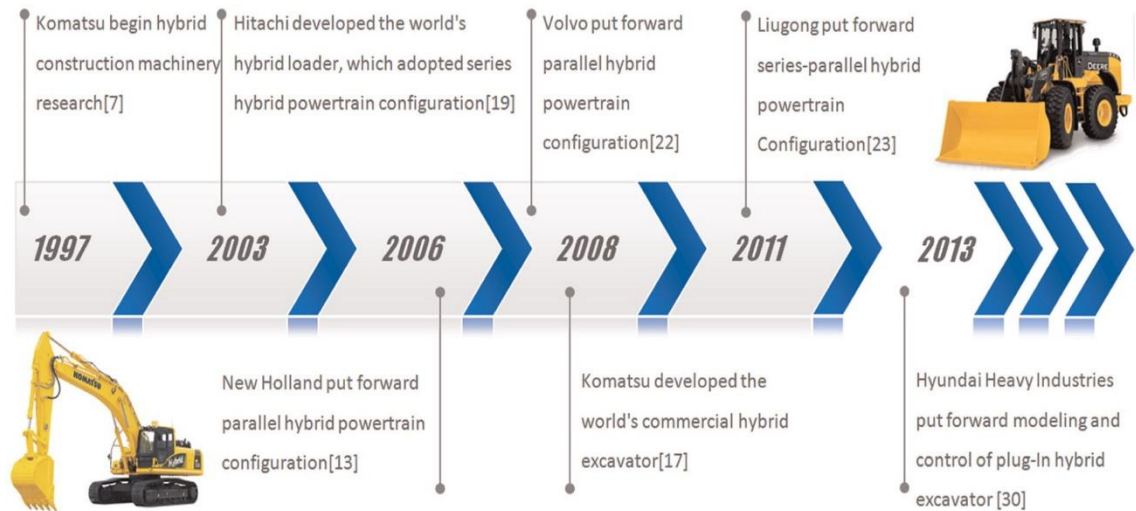 Komatsu begin hybrid
construction machinery
research[7]
Hitachi developed the world's
hybrid loader, which adopted series
hybrid powertrain configuration[19]
Volvo put forward
parallel hybrid
powertrain
configuration[22]
Liugong put forward
series-parallel hybrid
powertrain
Configuration[23]
DEERE
1997
2003
2006
2008
2011
2013
KOMATSU
Hybrid
New Holland put forward
parallel hybrid powertrain
configuration[13]
Komatsu developed the
world's commercial hybrid
excavator[17]
Hyundai Heavy Industries
put forward modeling and
control of plug-In hybrid
excavator [30]